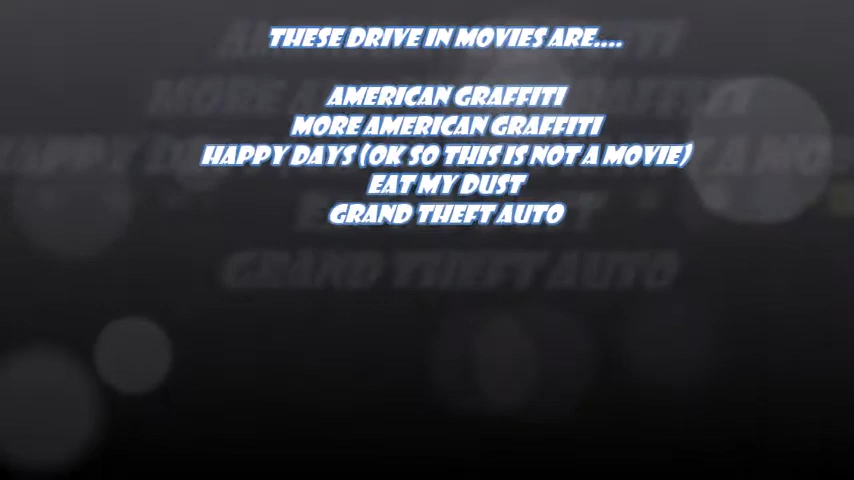 THESE DRIVE IN MOVIES ARE....
AMERICAN GRAFFITI
MORE AMERICAN GRAFFITI
HAPPY DAYS (OK SO THIS IS NOT A MOVIE)
EAT MY DUST
GRAND THEFT AUTO